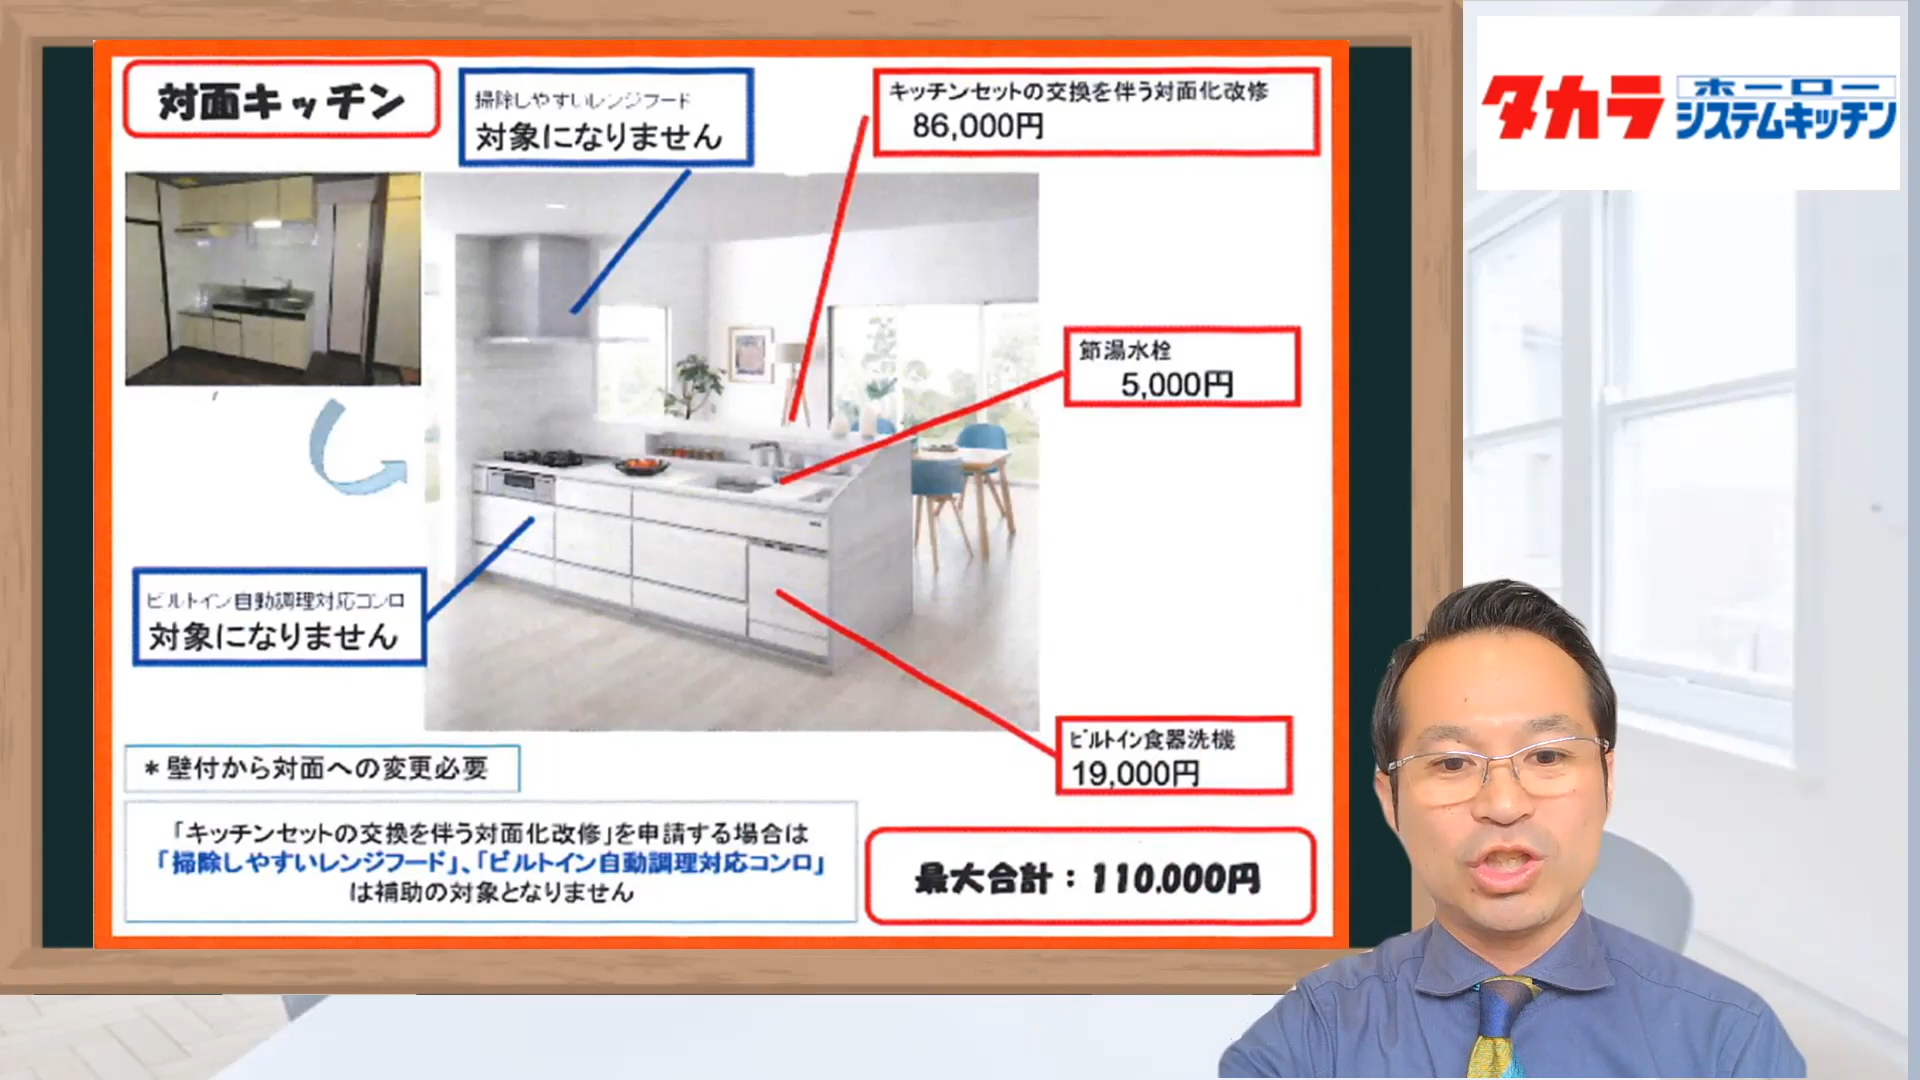 対面キッチン
掃除しやすいレンジフード
対象になりません
キッチンセットの交換を伴う対面化改修
86,000円
タカラ
ホーロー
システムキッチン
節湯水栓
5,000円
ビルトイン自動調理対応コンロ
対象になりません
ビルトイン食器洗機
19,000円
*壁付から対面への変更必要
「キッチンセットの交換を伴う対面化改修」を申請する場合は
「掃除しやすいレンジフード」、「ビルトイン自動調理対応コンロ」
は補助の対象となりません
最大合計：110.000円